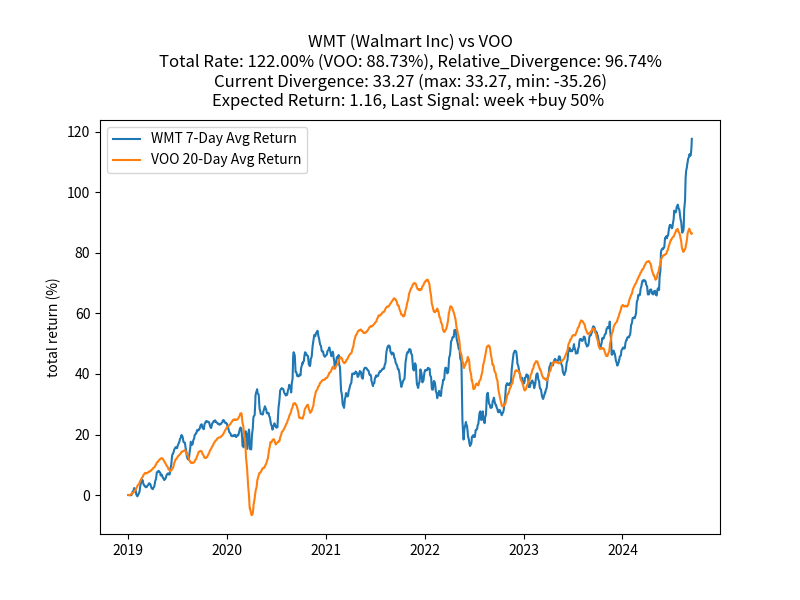 WMT (Walmart Inc) vs VOO
Total Rate: 122.00% (VOO: 88.73%), Relative_Divergence: 96.74%
Current Divergence: 33.27 (max: 33.27, min: -35.26)
Expected Return: 1.16, Last Signal: week +buy 50%
WMT 7-Day Avg Return
VOO 20-Day Avg Return
total return (%)
120
100
80
60
40
20
0
2019 2020 2021 2022 2023 2024